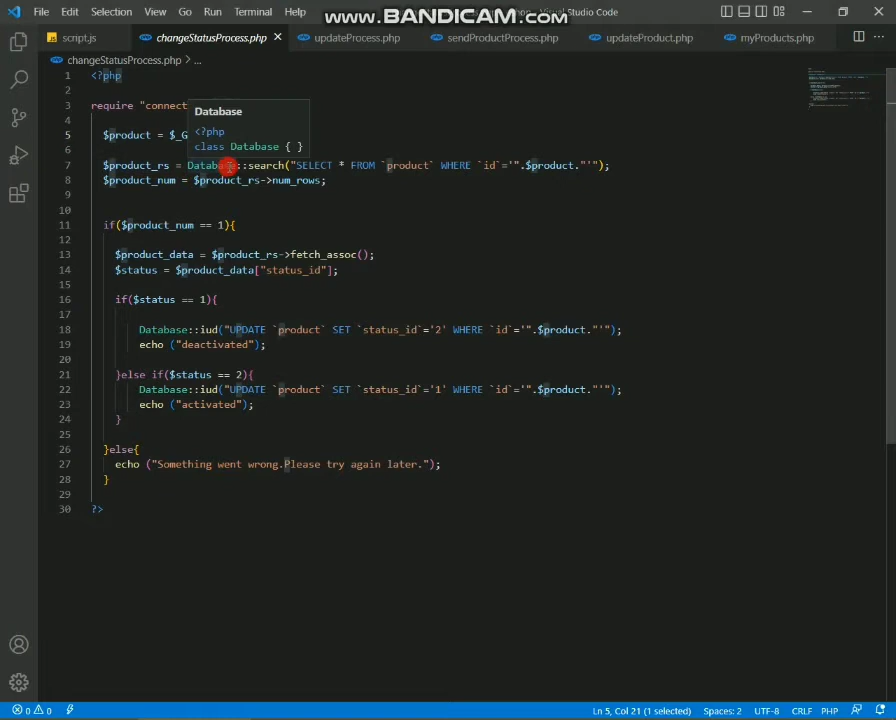 File Edit Selection View Go Run Terminal Help www.BANDICAM.com Visual Studio Code
script.js changeStatusProcess.php updateProcess.php sendProductProcess.php updateProduct.php myProducts.php
changeStatusProcess.php > ...
1 <?php
2
3 require "connect
4
5 $product = $_G
6
7 $product_rs = Database::search("SELECT * FROM `product` WHERE `id`='".$product."'");
8 $product_num = $product_rs->num_rows;
9
10
11 if($product_num == 1){
12
13 $product_data = $product_rs->fetch_assoc();
14 $status = $product_data["status_id"];
15
16 if($status == 1){
17
18 Database::iud("UPDATE `product` SET `status_id`='2' WHERE `id`='".$product."'");
19 echo ("deactivated");
20
21 }else if($status == 2){
22 Database::iud("UPDATE `product` SET `status_id`='1' WHERE `id`='".$product."'");
23 echo ("activated");
24 }
25
26 }else{
27 echo ("Something went wrong.Please try again later.");
28 }
29
30 ?>
Database
<?php
class Database { }
0 0 Ln 5, Col 21 (1 selected) Spaces: 2 UTF-8 CRLF PHP